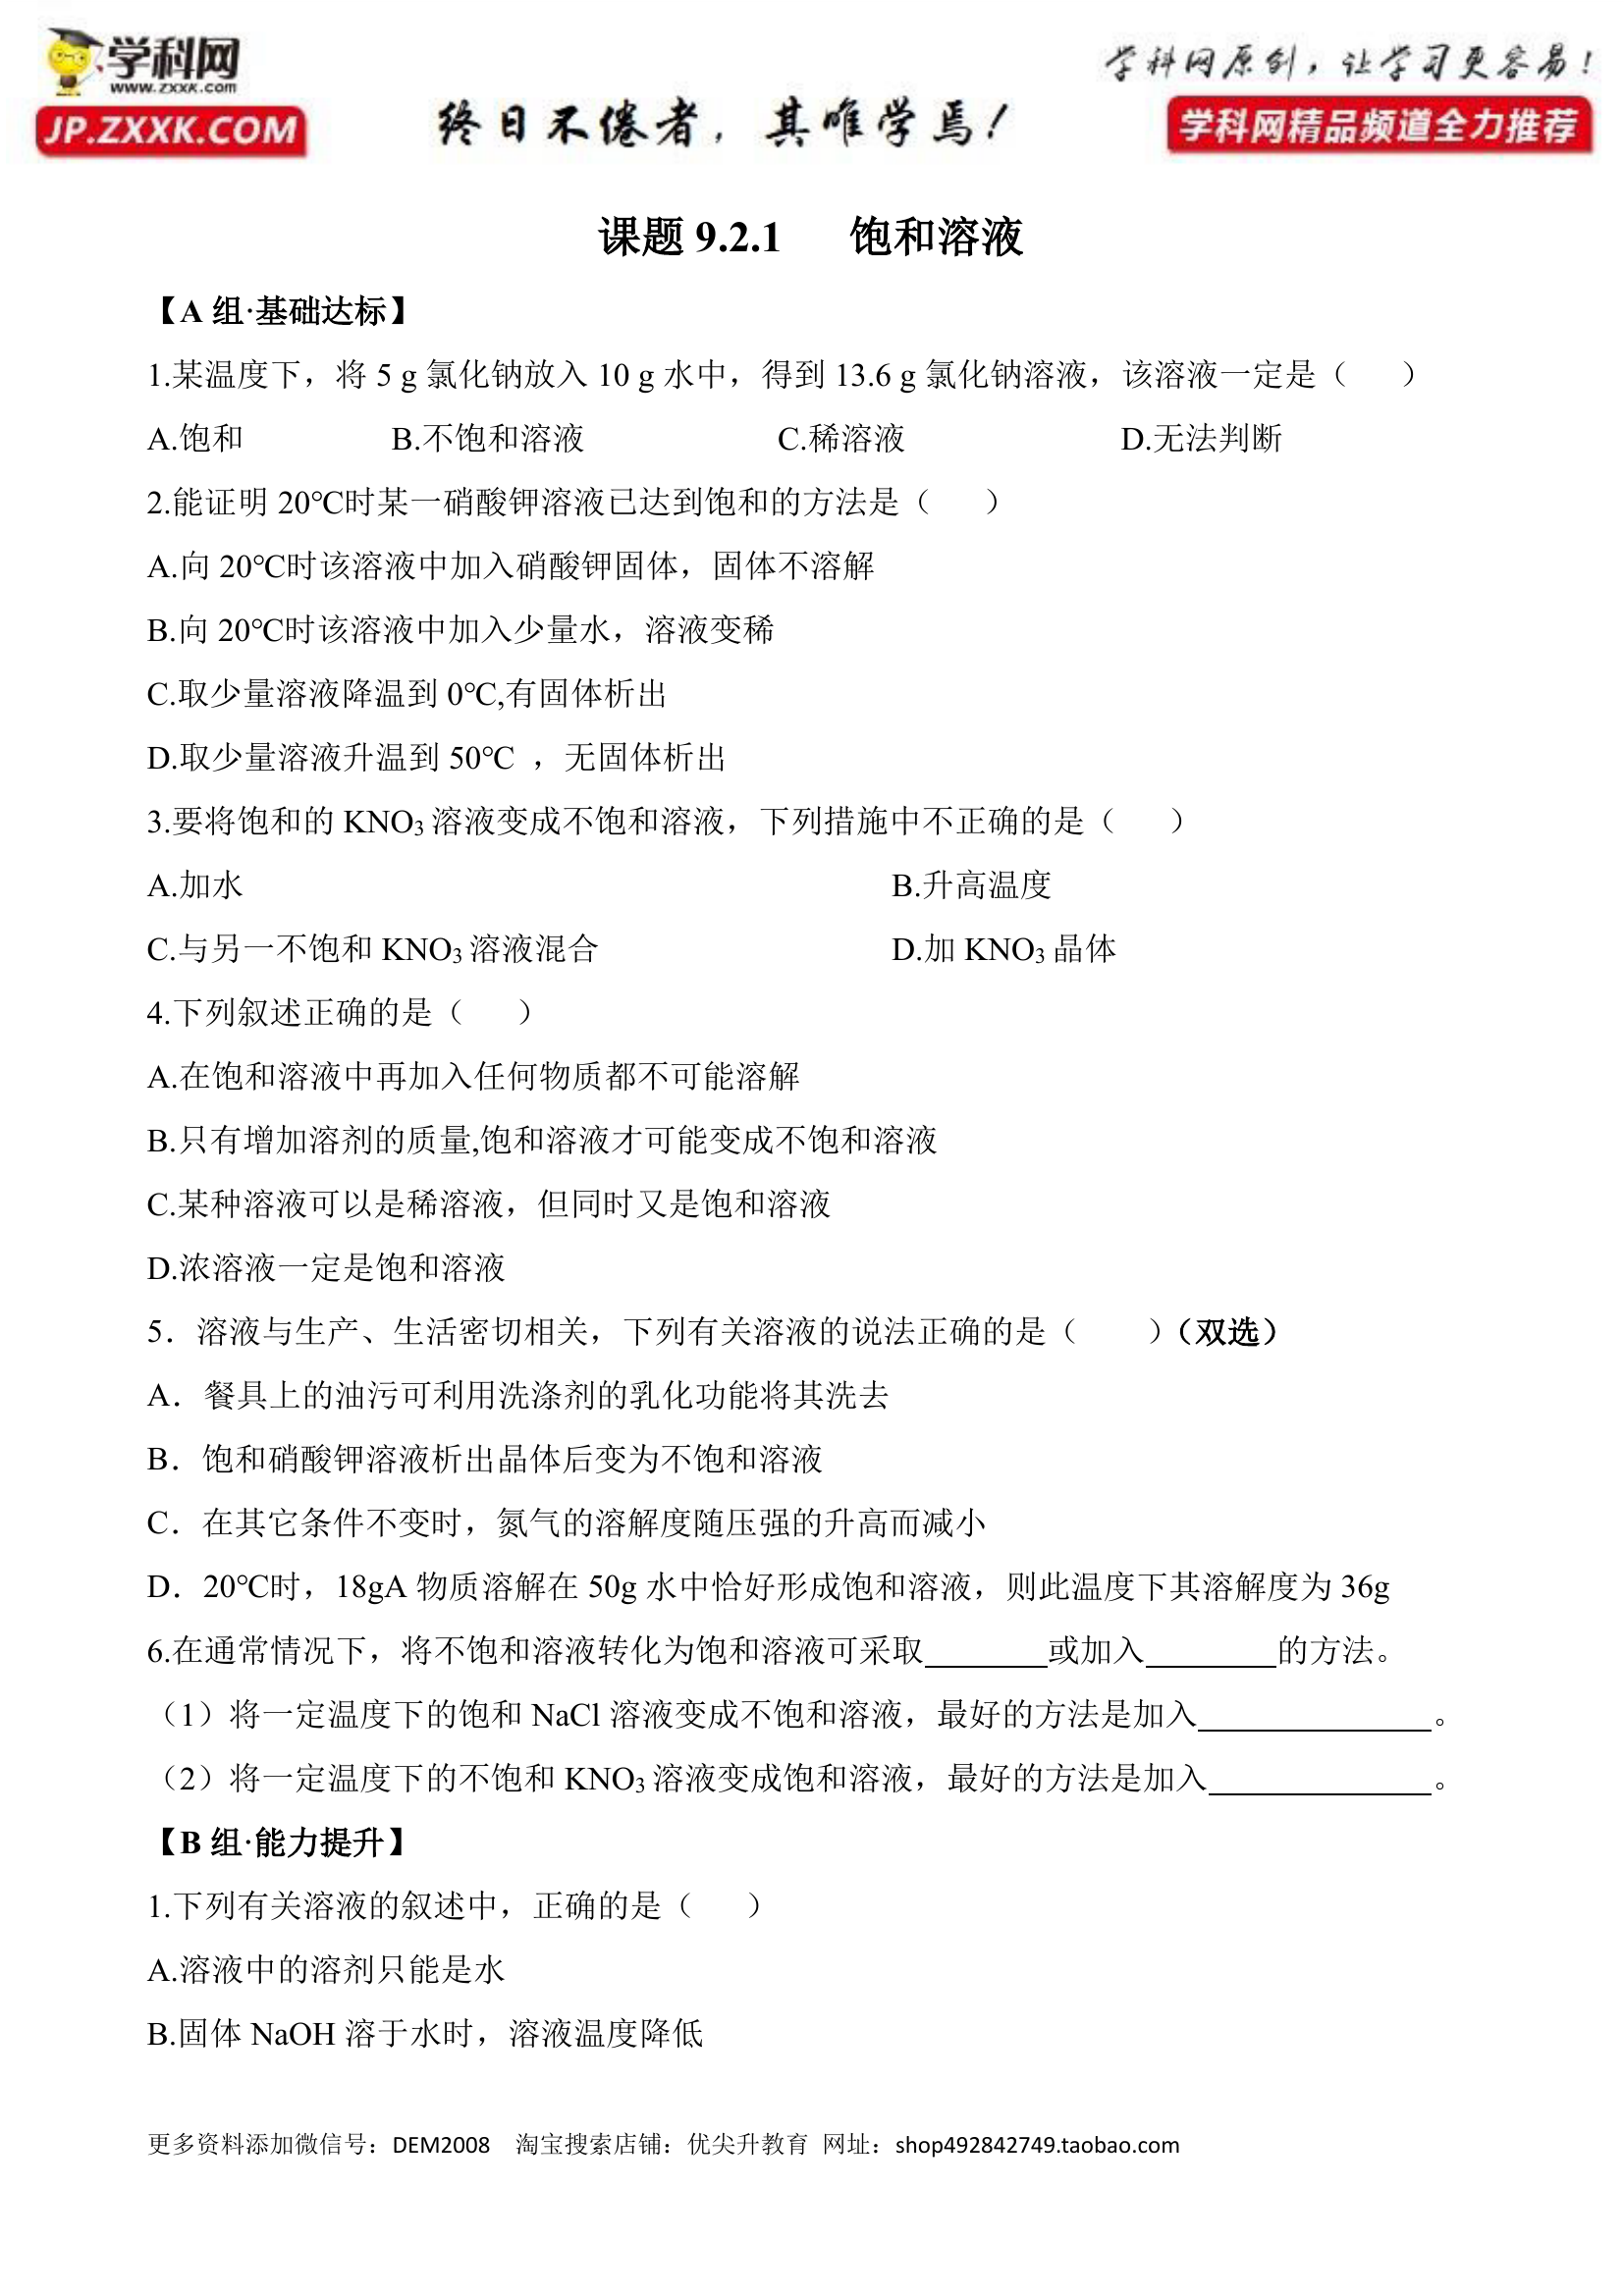 学科网
www.zxxk.com
JP.ZXXK.COM
终日不倦者，其唯学焉！
学科网原创，让学习更容易！
学科网精品频道全力推荐
课题 9.2.1 饱和溶液
【A 组·基础达标】
1.某温度下，将 5 g 氯化钠放入 10 g 水中，得到 13.6 g 氯化钠溶液，该溶液一定是（ ）
A.饱和 B.不饱和溶液 C.稀溶液 D.无法判断
2.能证明 20℃时某一硝酸钾溶液已达到饱和的方法是（ ）
A.向 20℃时该溶液中加入硝酸钾固体，固体不溶解
B.向 20℃时该溶液中加入少量水，溶液变稀
C.取少量溶液降温到 0℃,有固体析出
D.取少量溶液升温到 50℃ ，无固体析出
3.要将饱和的 KNO₃ 溶液变成不饱和溶液，下列措施中不正确的是（ ）
A.加水 B.升高温度
C.与另一不饱和 KNO₃ 溶液混合 D.加 KNO₃ 晶体
4.下列叙述正确的是（ ）
A.在饱和溶液中再加入任何物质都不可能溶解
B.只有增加溶剂的质量,饱和溶液才可能变成不饱和溶液
C.某种溶液可以是稀溶液，但同时又是饱和溶液
D.浓溶液一定是饱和溶液
5．溶液与生产、生活密切相关，下列有关溶液的说法正确的是（ ）（双选）
A．餐具上的油污可利用洗涤剂的乳化功能将其洗去
B．饱和硝酸钾溶液析出晶体后变为不饱和溶液
C．在其它条件不变时，氮气的溶解度随压强的升高而减小
D．20℃时，18gA 物质溶解在 50g 水中恰好形成饱和溶液，则此温度下其溶解度为 36g
6.在通常情况下，将不饱和溶液转化为饱和溶液可采取_______或加入_______的方法。
（1）将一定温度下的饱和 NaCl 溶液变成不饱和溶液，最好的方法是加入_____________。
（2）将一定温度下的不饱和 KNO₃ 溶液变成饱和溶液，最好的方法是加入_____________。
【B 组·能力提升】
1.下列有关溶液的叙述中，正确的是（ ）
A.溶液中的溶剂只能是水
B.固体 NaOH 溶于水时，溶液温度降低
更多资料添加微信号：DEM2008 淘宝搜索店铺：优尖升教育 网址：shop492842749.taobao.com